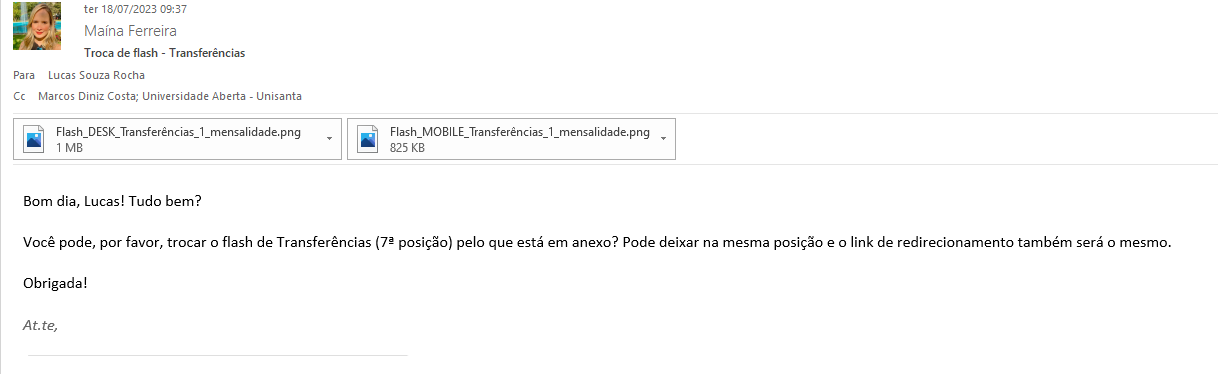 ter 18/07/2023 09:37
Maína Ferreira
Troca de flash - Transferências
Para Lucas Souza Rocha
Cc Marcos Diniz Costa; Universidade Aberta - Unisanta
Flash_DESK_Transferências_1_mensalidade.png
1 MB
Flash_MOBILE_Transferências_1_mensalidade.png
825 KB
Bom dia, Lucas! Tudo bem?
Você pode, por favor, trocar o flash de Transferências (7ª posição) pelo que está em anexo? Pode deixar na mesma posição e o link de redirecionamento também será o mesmo.
Obrigada!
At.te,